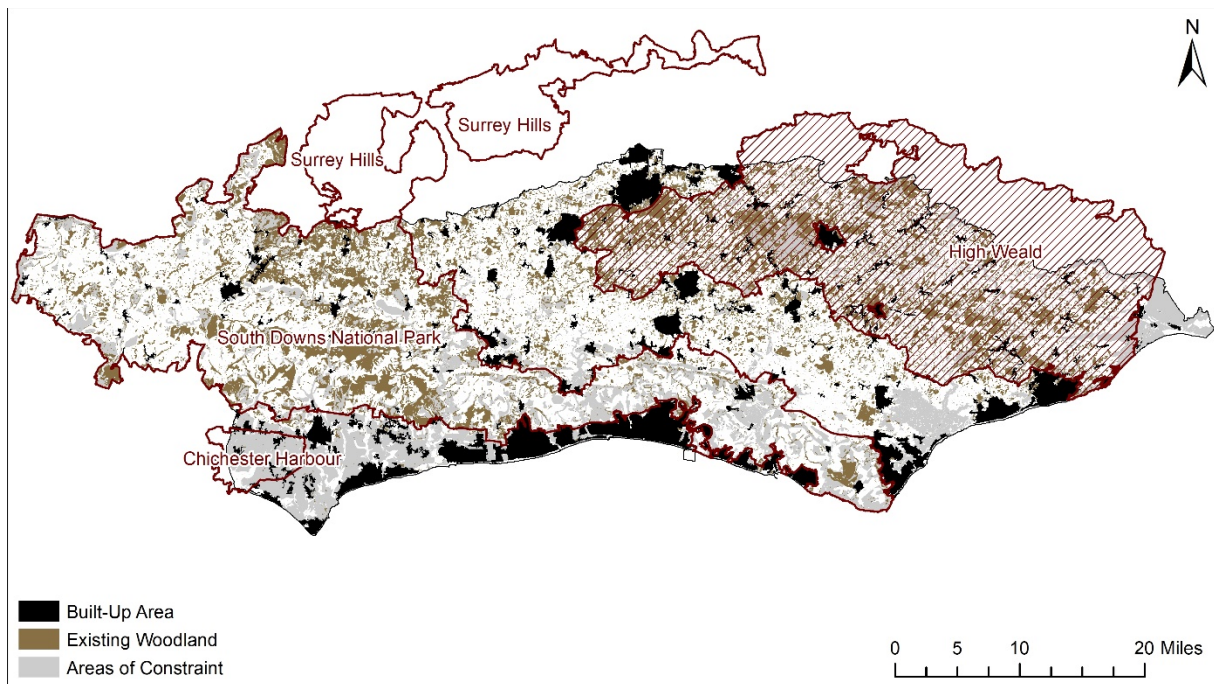 N
Surrey Hills
Surrey Hills
High Weald
South Downs National Park
Chichester Harbour
Built-Up Area
Existing Woodland
Areas of Constraint
0 5 10 20 Miles